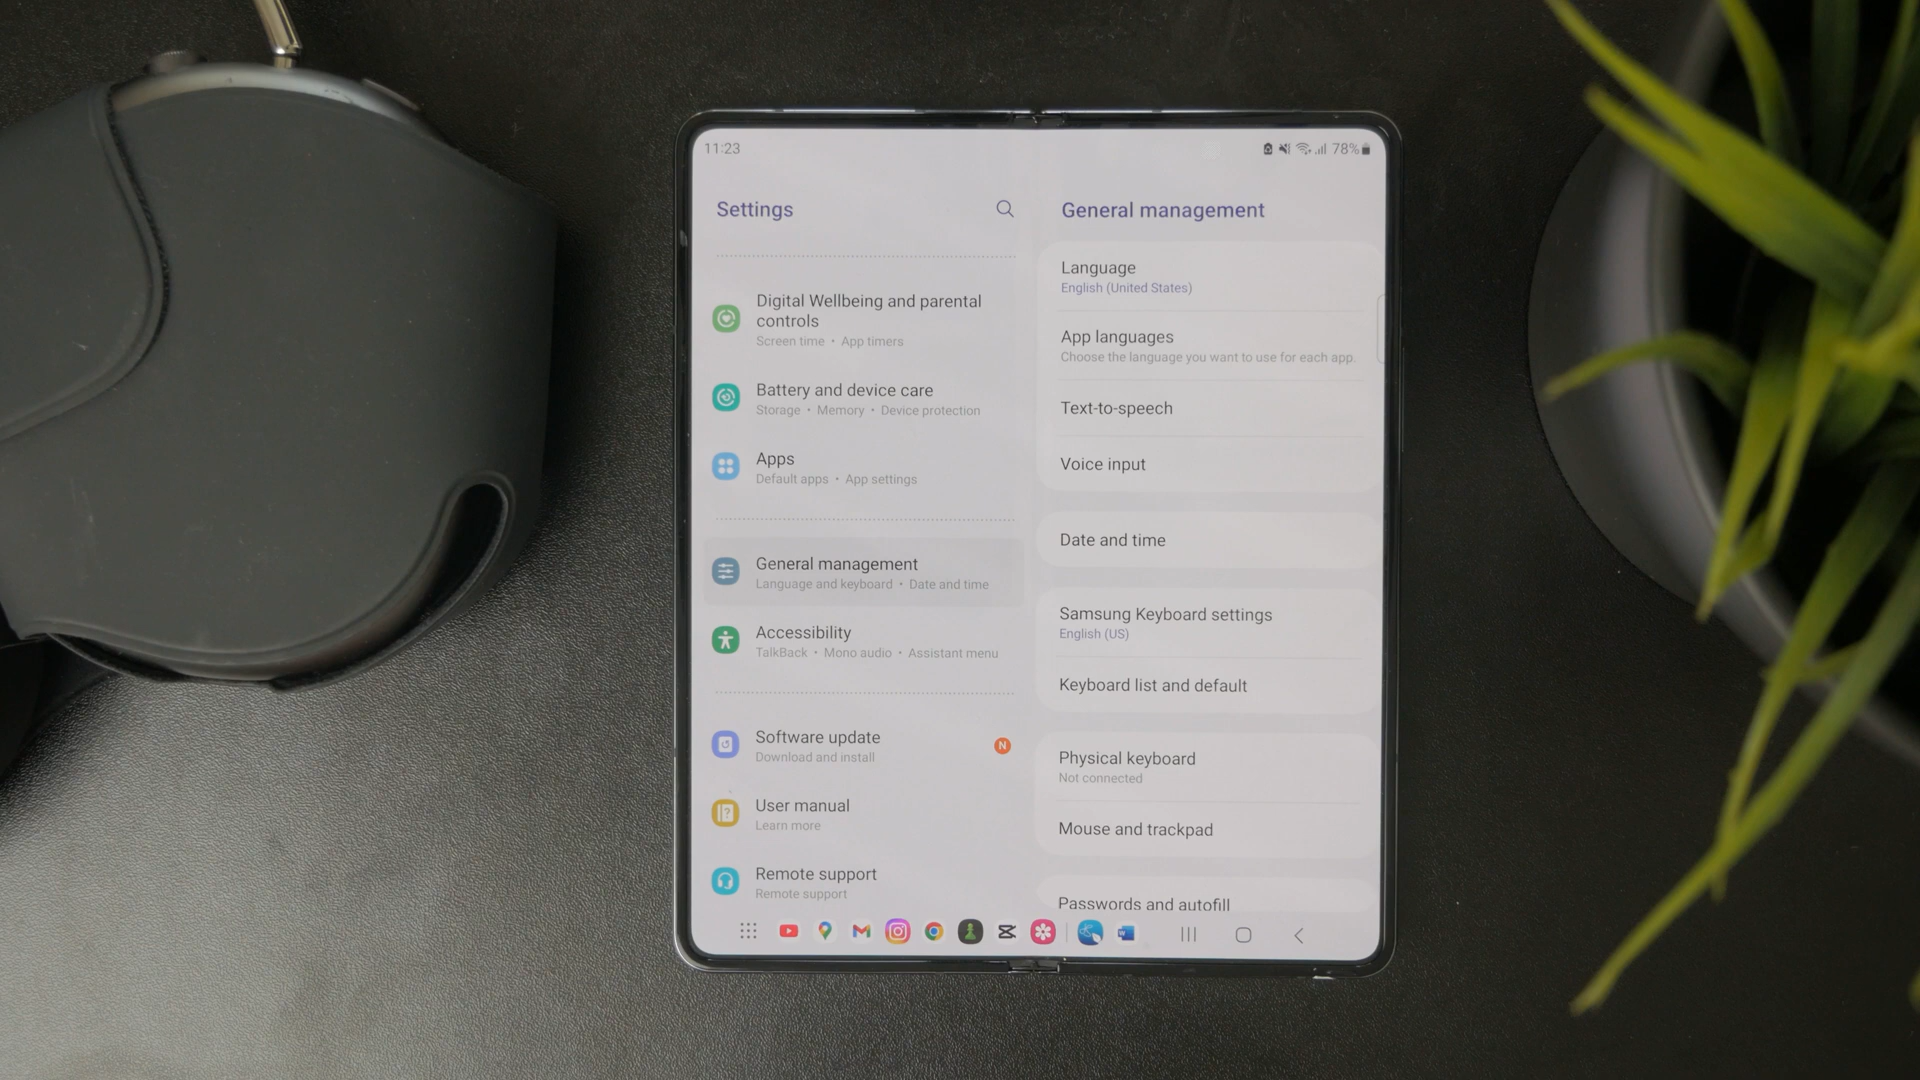 11:23
78%
Settings
Digital Wellbeing and parental
controls
Screen time • App timers
Battery and device care
Storage • Memory • Device protection
Apps
Default apps • App settings
General management
Language and keyboard • Date and time
Accessibility
TalkBack • Mono audio • Assistant menu
Software update
Download and install
N
User manual
Learn more
Remote support
Remote support
General management
Language
English (United States)
App languages
Choose the language you want to use for each app.
Text-to-speech
Voice input
Date and time
Samsung Keyboard settings
English (US)
Keyboard list and default
Physical keyboard
Not connected
Mouse and trackpad
Passwords and autofill